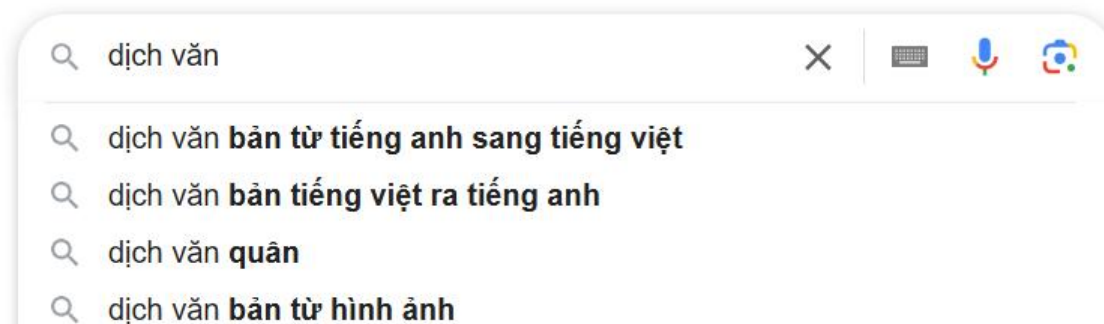 dịch văn
dịch văn bản từ tiếng anh sang tiếng việt
dịch văn bản tiếng việt ra tiếng anh
dịch văn quân
dịch văn bản từ hình ảnh